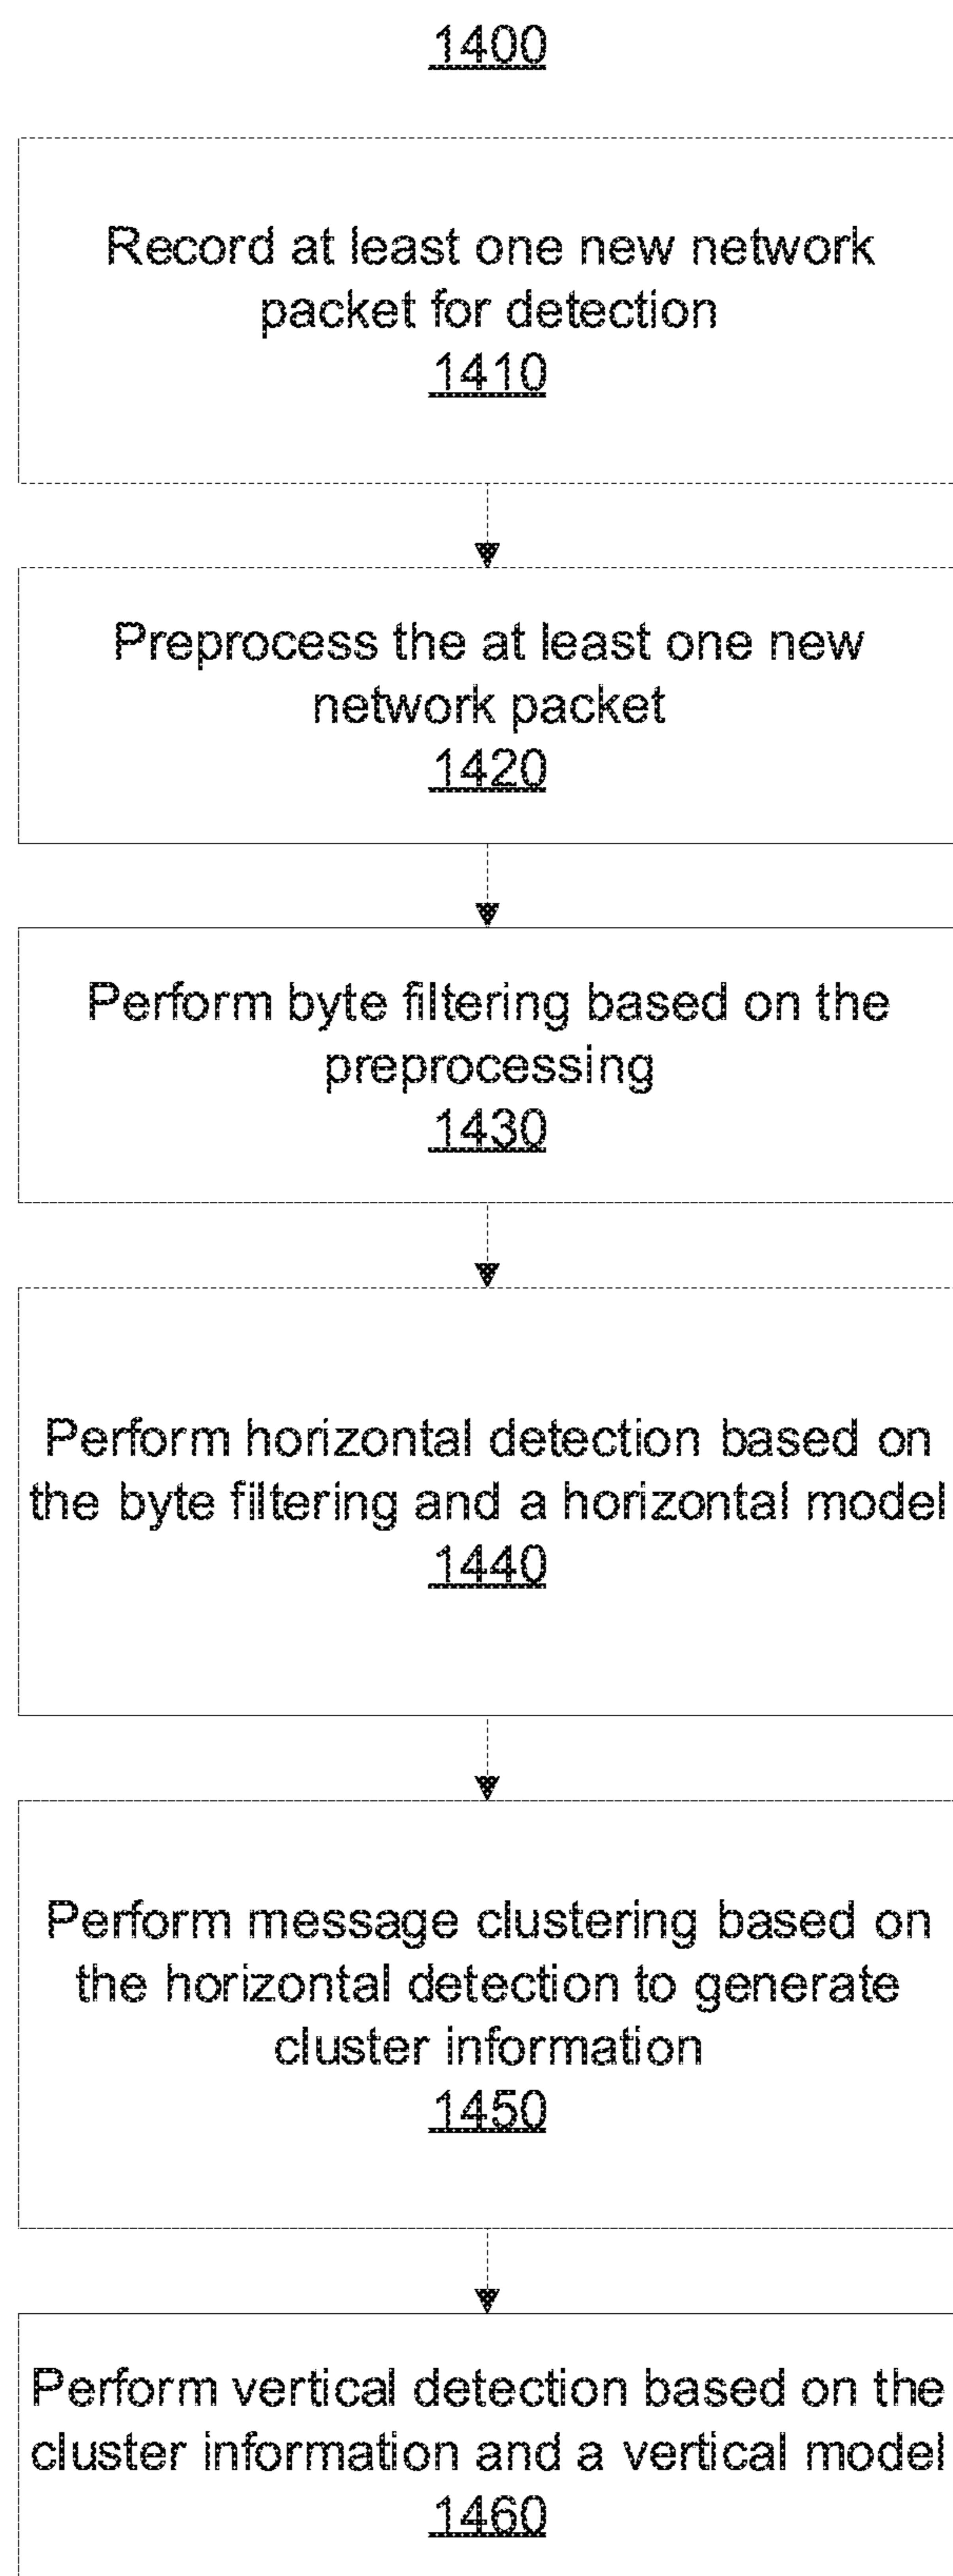 1400
Record at least one new network
packet for detection
1410
Preprocess the at least one new
network packet
1420
Perform byte filtering based on the
preprocessing
1430
Perform horizontal detection based on
the byte filtering and a horizontal model
1440
Perform message clustering based on
the horizontal detection to generate
cluster information
1450
Perform vertical detection based on the
cluster information and a vertical model
1460